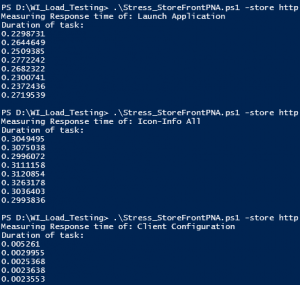 PS D:\WI_Load_Testing> .\Stress_StoreFrontPNA.ps1 -store http
Measuring Response time of: Launch Application
Duration of task:
0.2298731
0.2644649
0.2509385
0.2772242
0.2682322
0.2300741
0.2372436
0.2719539
PS D:\WI_Load_Testing> .\Stress_StoreFrontPNA.ps1 -store http
Measuring Response time of: Icon-Info All
Duration of task:
0.3049495
0.3075038
0.2996072
0.3111158
0.3120854
0.3263178
0.3036403
0.2993836
PS D:\WI_Load_Testing> .\Stress_StoreFrontPNA.ps1 -store http
Measuring Response time of: Client Configuration
Duration of task:
0.005261
0.0029955
0.0025368
0.0023638
0.0023553